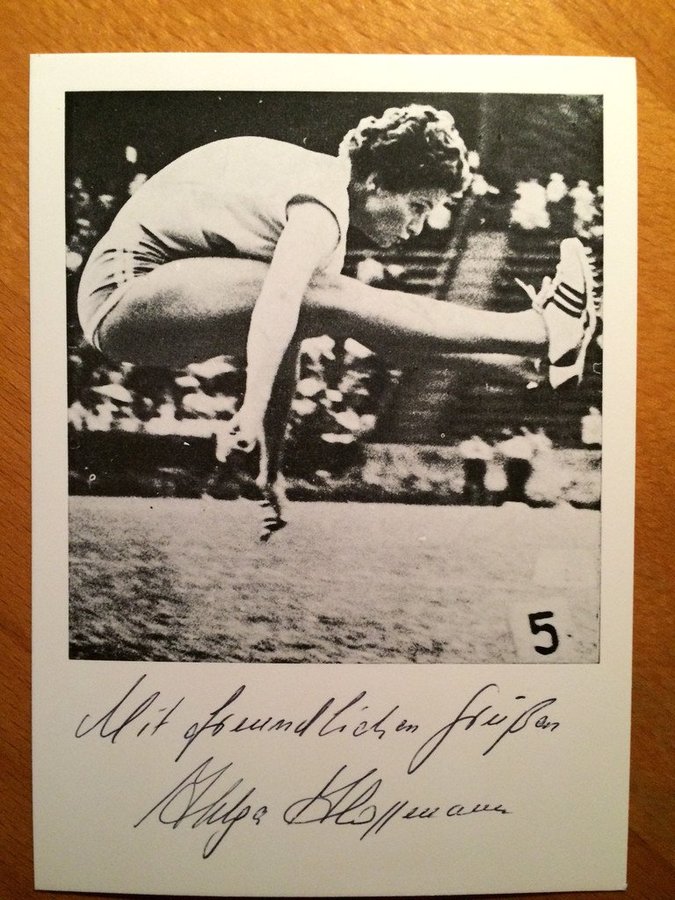 5
Mit freundlichen Grüßen
Helga Hoffmann